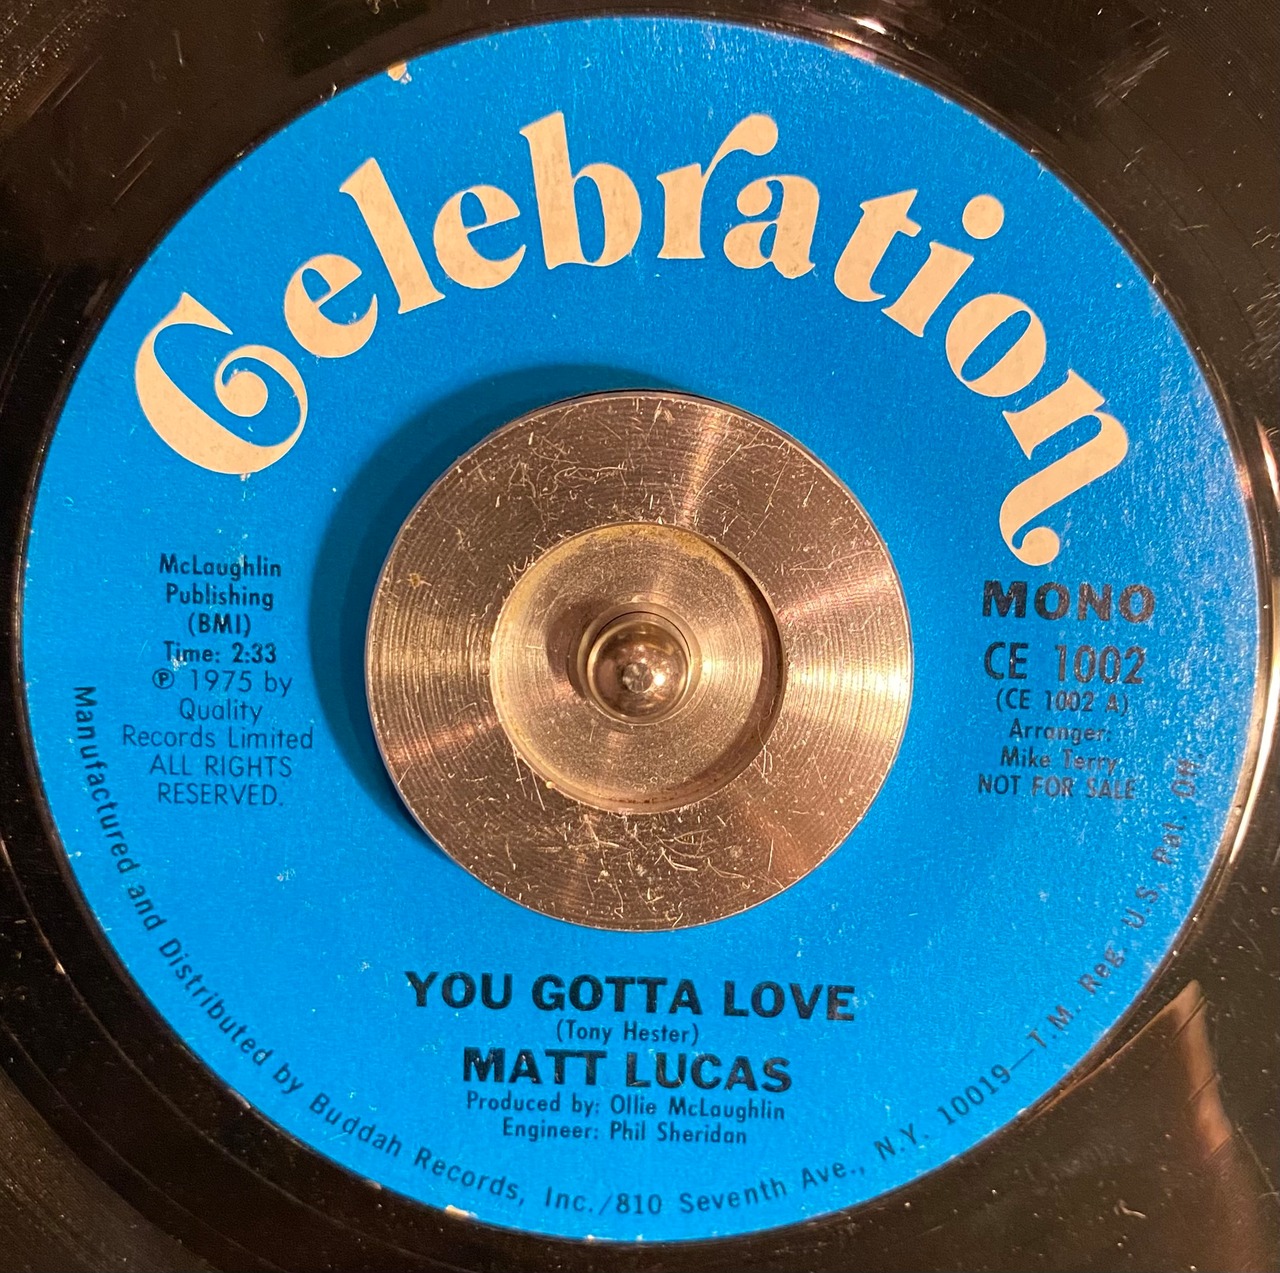 Celebration
McLaughlin
Publishing
(BMI)
Time: 2:33
℗ 1975 by
Quality
Records Limited
ALL RIGHTS
RESERVED.
MONO
CE 1002
(CE 1002 A)
Arranger:
Mike Terry
NOT FOR SALE
YOU GOTTA LOVE
(Tony Hester)
MATT LUCAS
Produced by: Ollie McLaughlin
Engineer: Phil Sheridan
Manufactured and Distributed by Buddah Records, Inc./810 Seventh Ave., N.Y. 10019—T.M. Reg. U.S. Pat. Off.